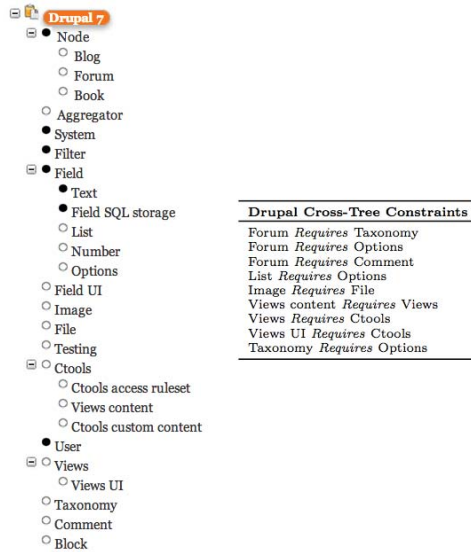 Drupal 7
Node
Blog
Forum
Book
Aggregator
System
Filter
Field
Text
Field SQL storage
List
Number
Options
Field UI
Image
File
Testing
Ctools
Ctools access ruleset
Views content
Ctools custom content
User
Views
Views UI
Taxonomy
Comment
Block
Drupal Cross-Tree Constraints
Forum Requires Taxonomy
Forum Requires Options
Forum Requires Comment
List Requires Options
Image Requires File
Views content Requires Views
Views Requires Ctools
Views UI Requires Ctools
Taxonomy Requires Options